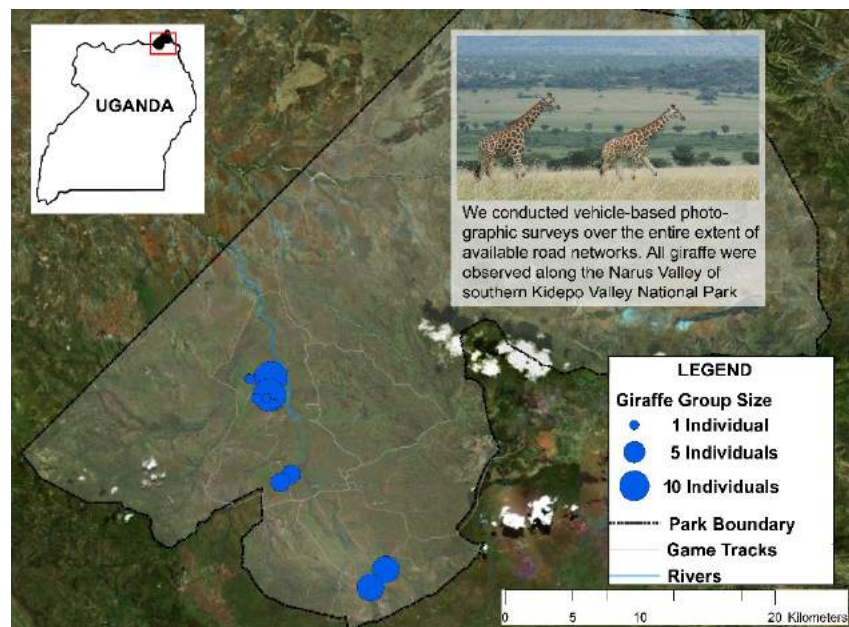 UGANDA
We conducted vehicle-based photo-
graphic surveys over the entire extent of
available road networks. All giraffe were
observed along the Narus Valley of
southern Kidepo Valley National Park
LEGEND
Giraffe Group Size
1 Individual
5 Individuals
10 Individuals
Park Boundary
Game Tracks
Rivers
0 5 10 20 Kilometers